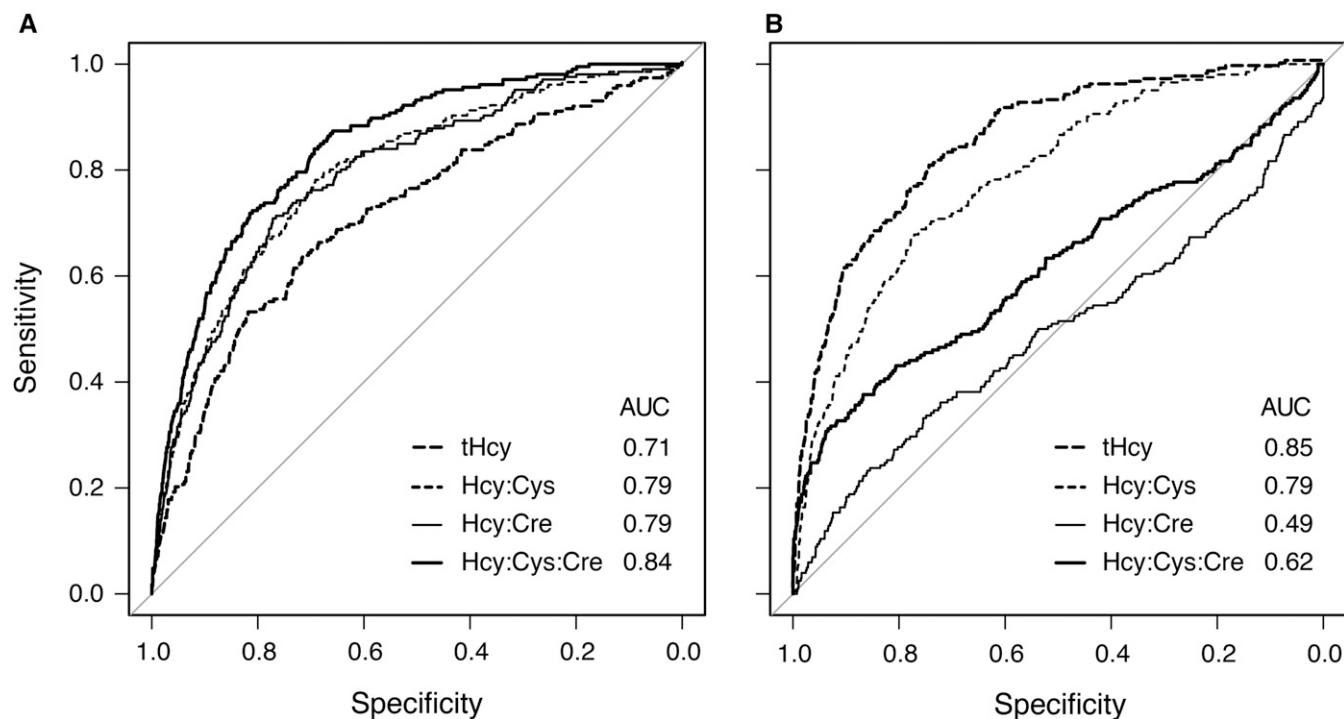 A
Sensitivity
1.0
0.8
0.6
0.4
0.2
0.0
AUC
tHcy 0.71
Hcy:Cys 0.79
Hcy:Cre 0.79
Hcy:Cys:Cre 0.84
1.0 0.8 0.6 0.4 0.2 0.0
Specificity
B
AUC
tHcy 0.85
Hcy:Cys 0.79
Hcy:Cre 0.49
Hcy:Cys:Cre 0.62
1.0 0.8 0.6 0.4 0.2 0.0
Specificity